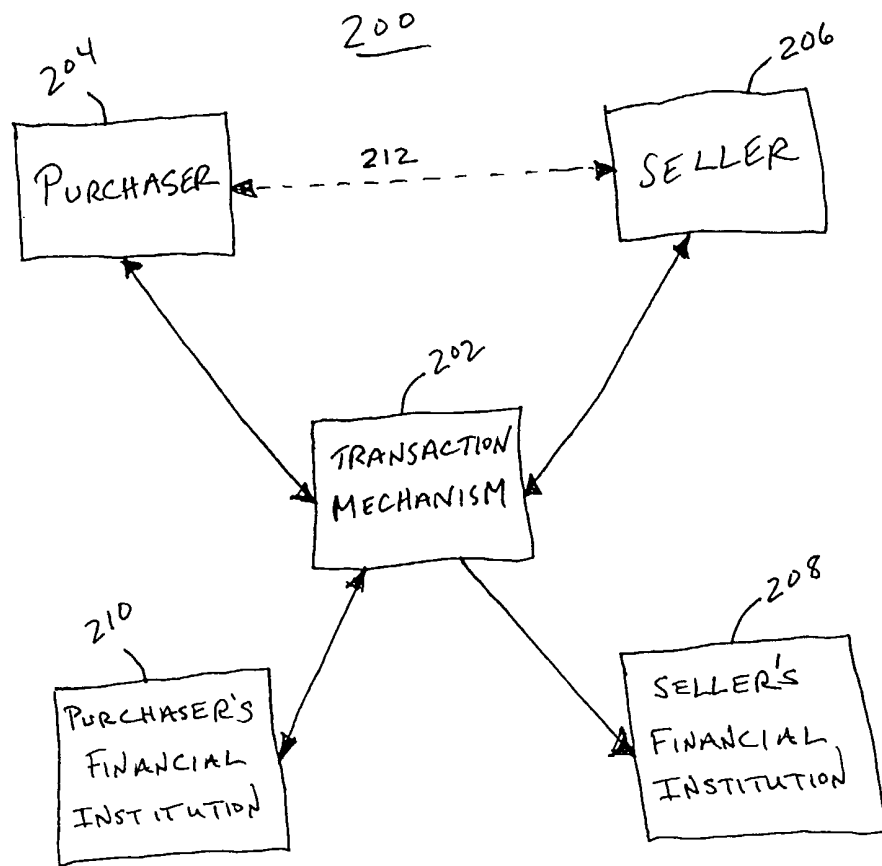 200
204
206
PURCHASER
212
SELLER
202
TRANSACTION
MECHANISM
210
208
PURCHASER'S
FINANCIAL
INSTITUTION
SELLER'S
FINANCIAL
INSTITUTION